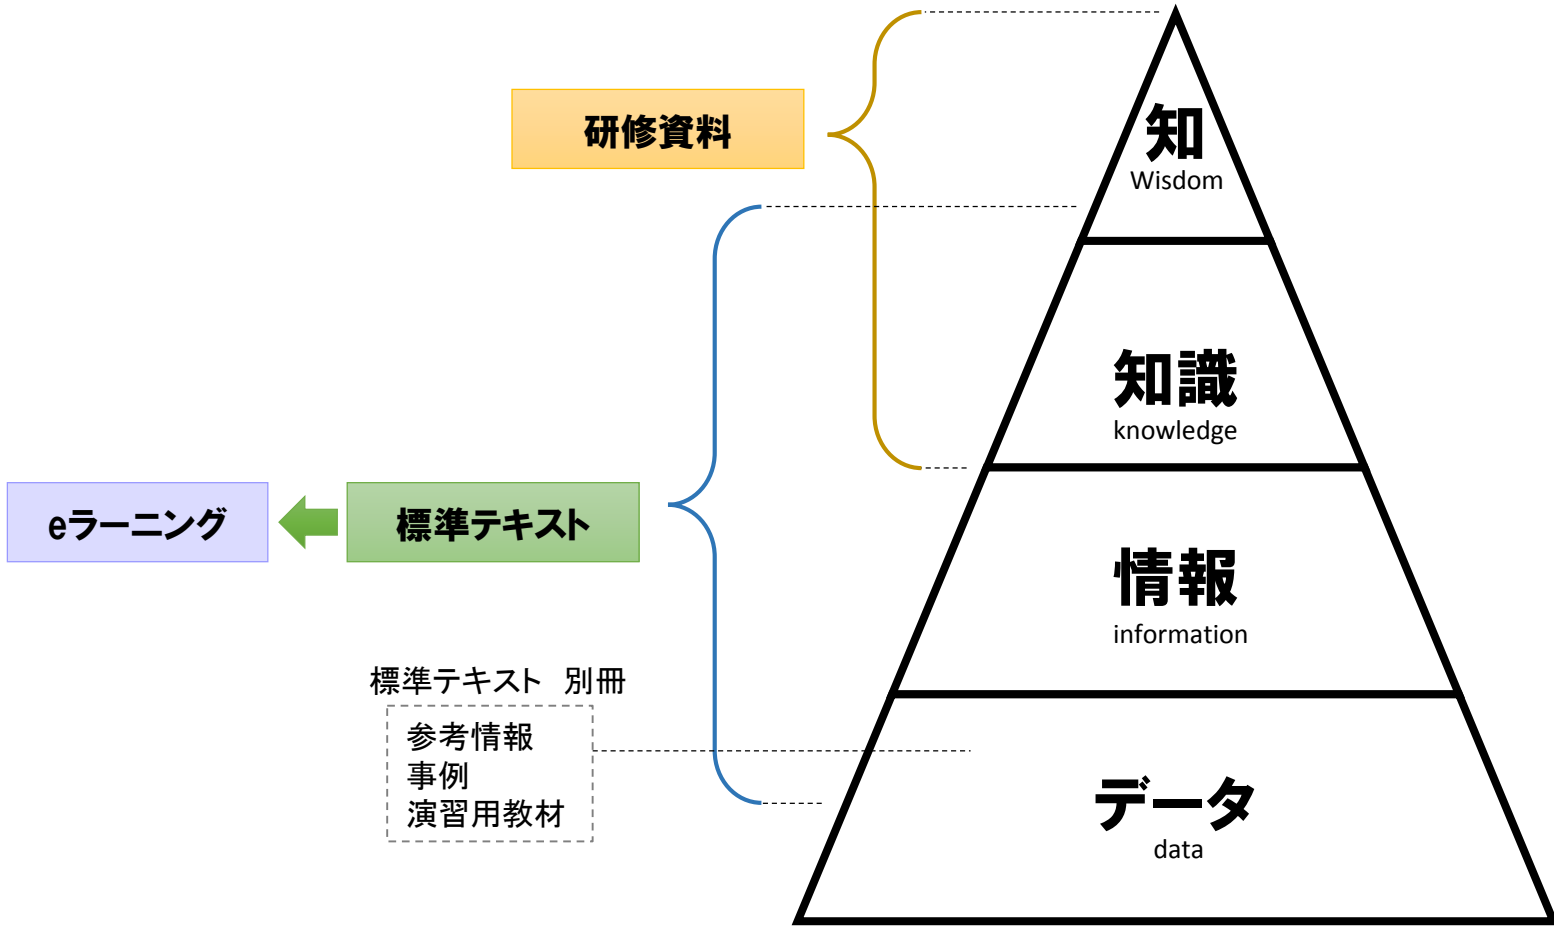 研修資料
知
Wisdom
知識
knowledge
eラーニング
標準テキスト
情報
information
標準テキスト　別冊
参考情報
事例
演習用教材
データ
data